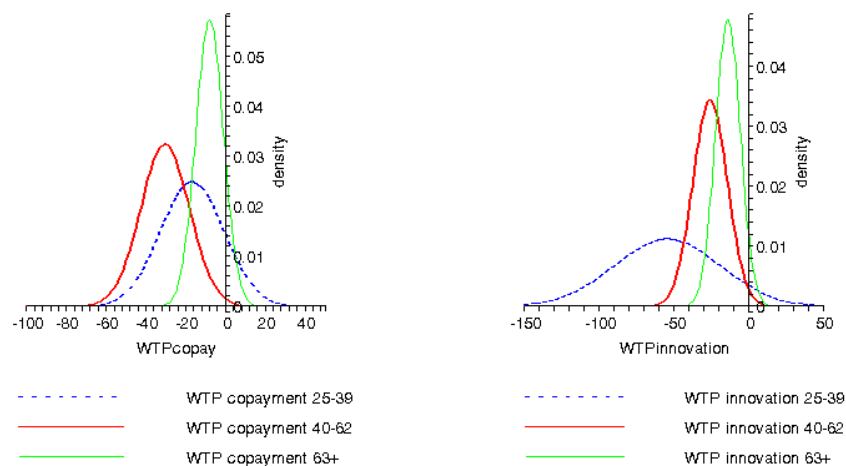 0.05
0.04
0.03
0.02
0.01
0
density
-100 -80 -60 -40 -20 0 20 40
WTPcopay
WTP copayment 25-39
WTP copayment 40-62
WTP copayment 63+
0.04
0.03
0.02
0.01
0
density
-150 -100 -50 0 50
WTPinnovation
WTP innovation 25-39
WTP innovation 40-62
WTP innovation 63+